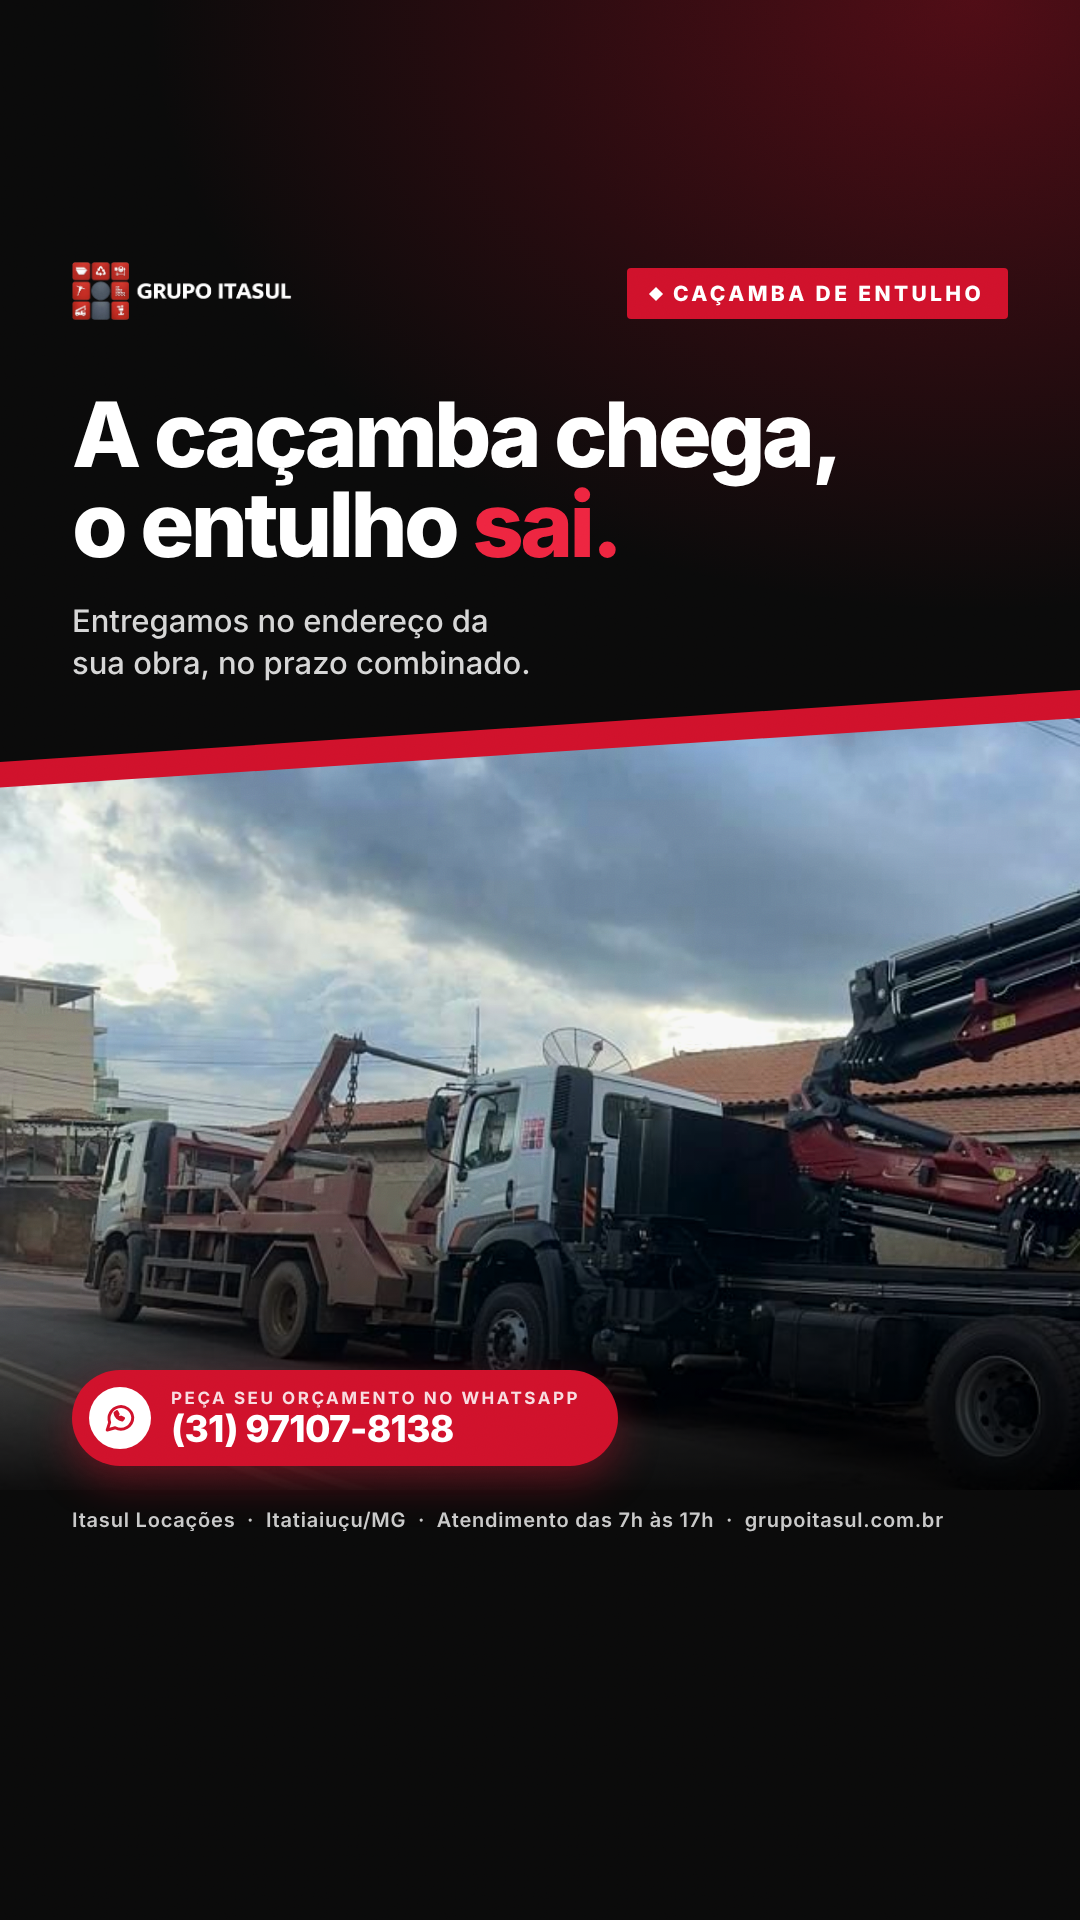 GRUPO ITASUL
CAÇAMBA DE ENTULHO
A caçamba chega,
o entulho sai.
Entregamos no endereço da
sua obra, no prazo combinado.
PEÇA SEU ORÇAMENTO NO WHATSAPP
(31) 97107-8138
Itasul Locações · Itatiaiuçu/MG · Atendimento das 7h às 17h · grupoitasul.com.br